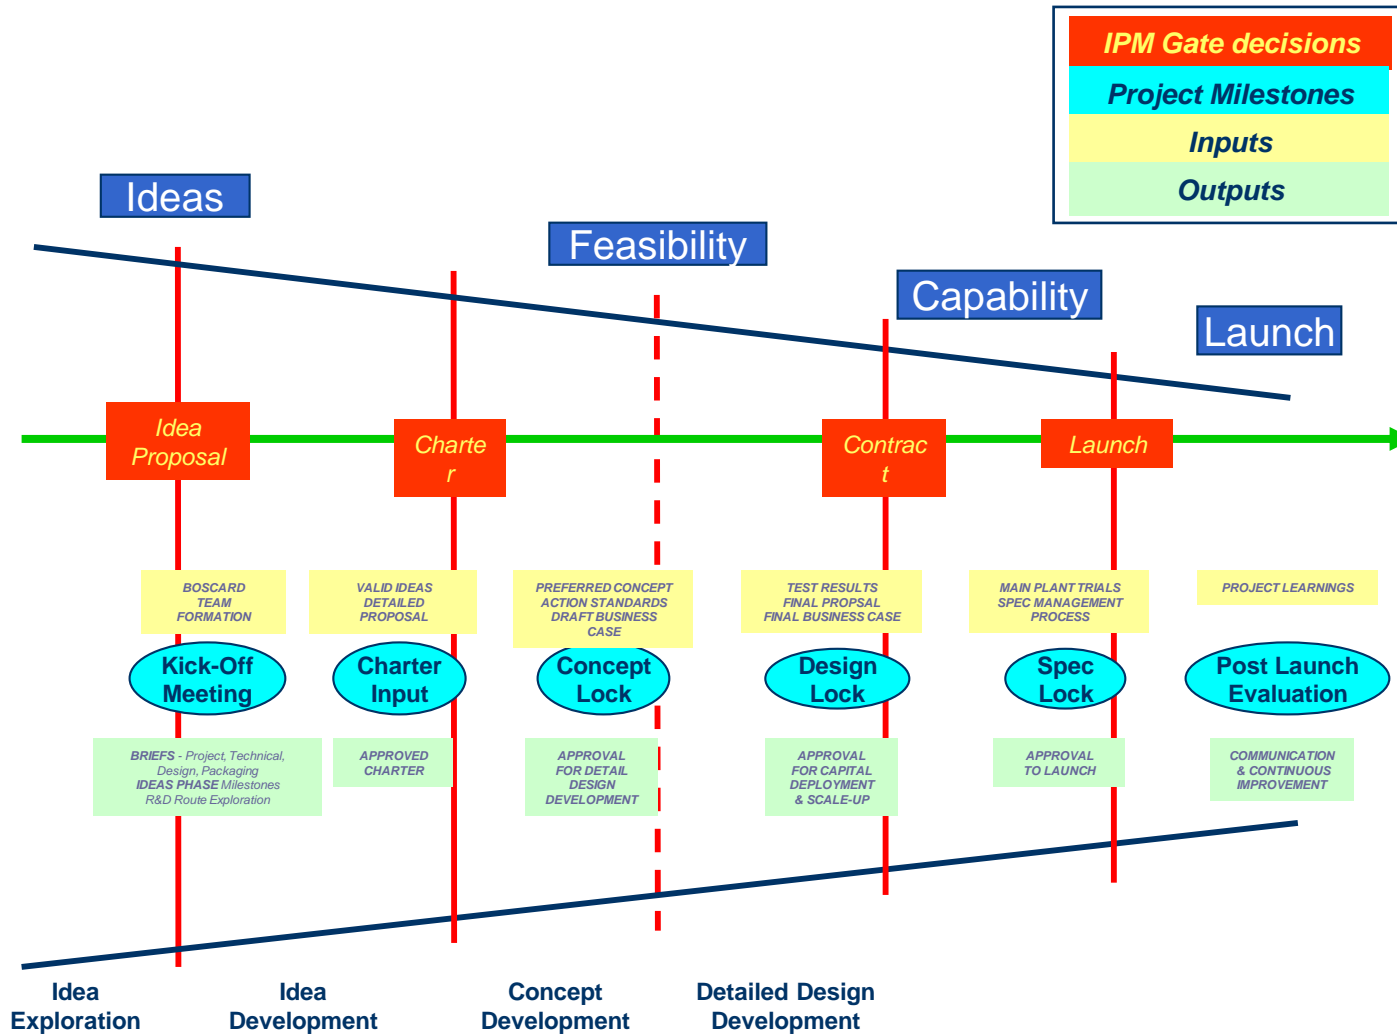 IPM Gate decisions
Project Milestones
Inputs
Outputs
Ideas
Feasibility
Capability
Launch
Idea
Proposal
Charte
r
Contrac
t
Launch
BOSCARD
TEAM
FORMATION
VALID IDEAS
DETAILED
PROPOSAL
PREFERRED CONCEPT
ACTION STANDARDS
DRAFT BUSINESS
CASE
TEST RESULTS
FINAL PROPSAL
FINAL BUSINESS CASE
MAIN PLANT TRIALS
SPEC MANAGEMENT
PROCESS
PROJECT LEARNINGS
Kick-Off
Meeting
Charter
Input
Concept
Lock
Design
Lock
Spec
Lock
Post Launch
Evaluation
BRIEFS - Project, Technical,
Design, Packaging
IDEAS PHASE Milestones
R&D Route Exploration
APPROVED
CHARTER
APPROVAL
FOR DETAIL
DESIGN
DEVELOPMENT
APPROVAL
FOR CAPITAL
DEPLOYMENT
& SCALE-UP
APPROVAL
TO LAUNCH
COMMUNICATION
& CONTINUOUS
IMPROVEMENT
Idea
Exploration
Idea
Development
Concept
Development
Detailed Design
Development